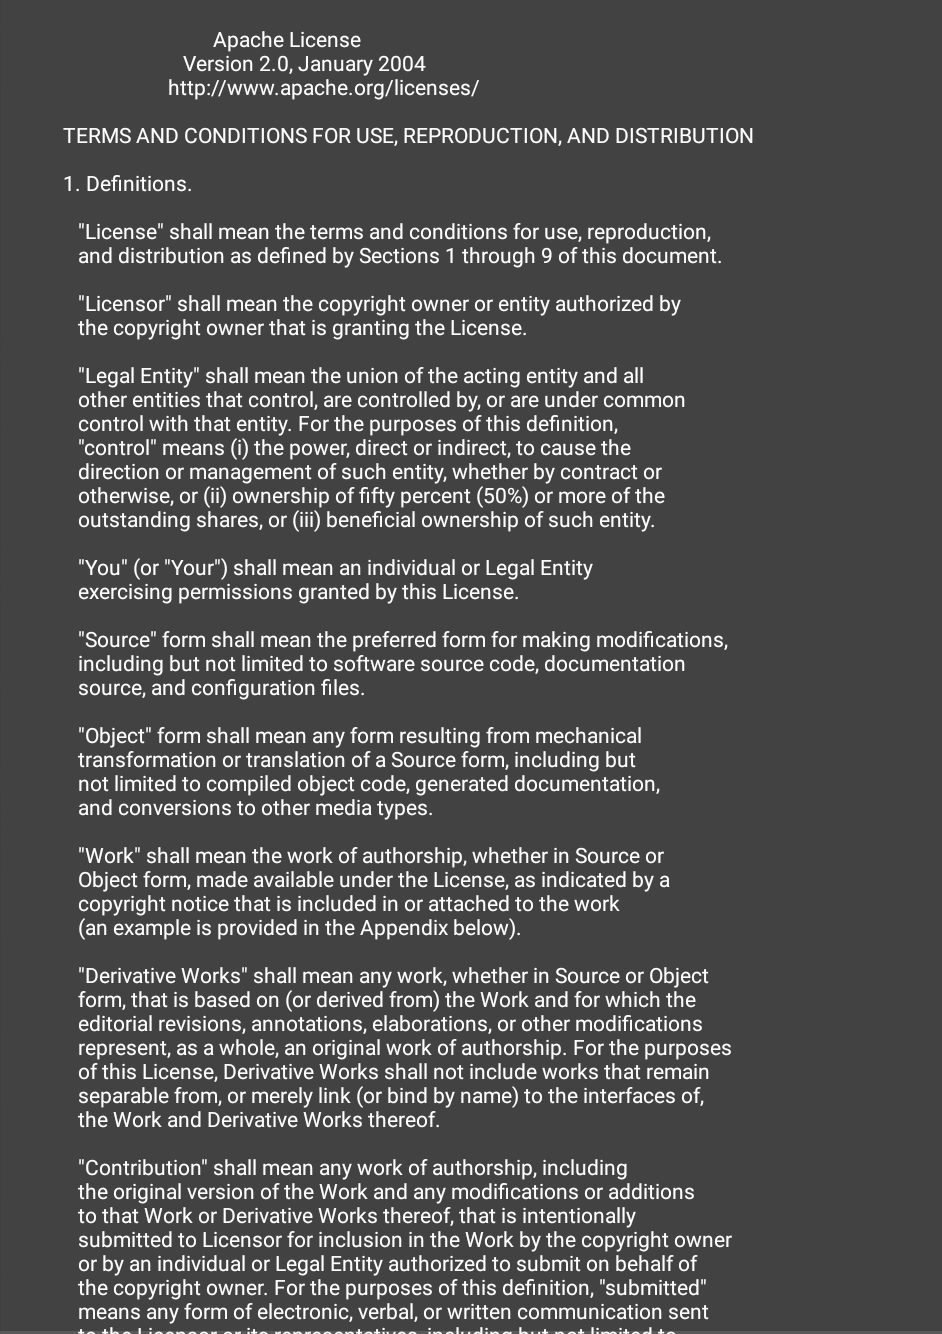 Apache License
Version 2.0, January 2004
http://www.apache.org/licenses/
TERMS AND CONDITIONS FOR USE, REPRODUCTION, AND DISTRIBUTION
1. Definitions.
"License" shall mean the terms and conditions for use, reproduction,
and distribution as defined by Sections 1 through 9 of this document.
"Licensor" shall mean the copyright owner or entity authorized by
the copyright owner that is granting the License.
"Legal Entity" shall mean the union of the acting entity and all
other entities that control, are controlled by, or are under common
control with that entity. For the purposes of this definition,
"control" means (i) the power, direct or indirect, to cause the
direction or management of such entity, whether by contract or
otherwise, or (ii) ownership of fifty percent (50%) or more of the
outstanding shares, or (iii) beneficial ownership of such entity.
"You" (or "Your") shall mean an individual or Legal Entity
exercising permissions granted by this License.
"Source" form shall mean the preferred form for making modifications,
including but not limited to software source code, documentation
source, and configuration files.
"Object" form shall mean any form resulting from mechanical
transformation or translation of a Source form, including but
not limited to compiled object code, generated documentation,
and conversions to other media types.
"Work" shall mean the work of authorship, whether in Source or
Object form, made available under the License, as indicated by a
copyright notice that is included in or attached to the work
(an example is provided in the Appendix below).
"Derivative Works" shall mean any work, whether in Source or Object
form, that is based on (or derived from) the Work and for which the
editorial revisions, annotations, elaborations, or other modifications
represent, as a whole, an original work of authorship. For the purposes
of this License, Derivative Works shall not include works that remain
separable from, or merely link (or bind by name) to the interfaces of,
the Work and Derivative Works thereof.
"Contribution" shall mean any work of authorship, including
the original version of the Work and any modifications or additions
to that Work or Derivative Works thereof, that is intentionally
submitted to Licensor for inclusion in the Work by the copyright owner
or by an individual or Legal Entity authorized to submit on behalf of
the copyright owner. For the purposes of this definition, "submitted"
means any form of electronic, verbal, or written communication sent
to the Licensor or its representatives, including but not limited to